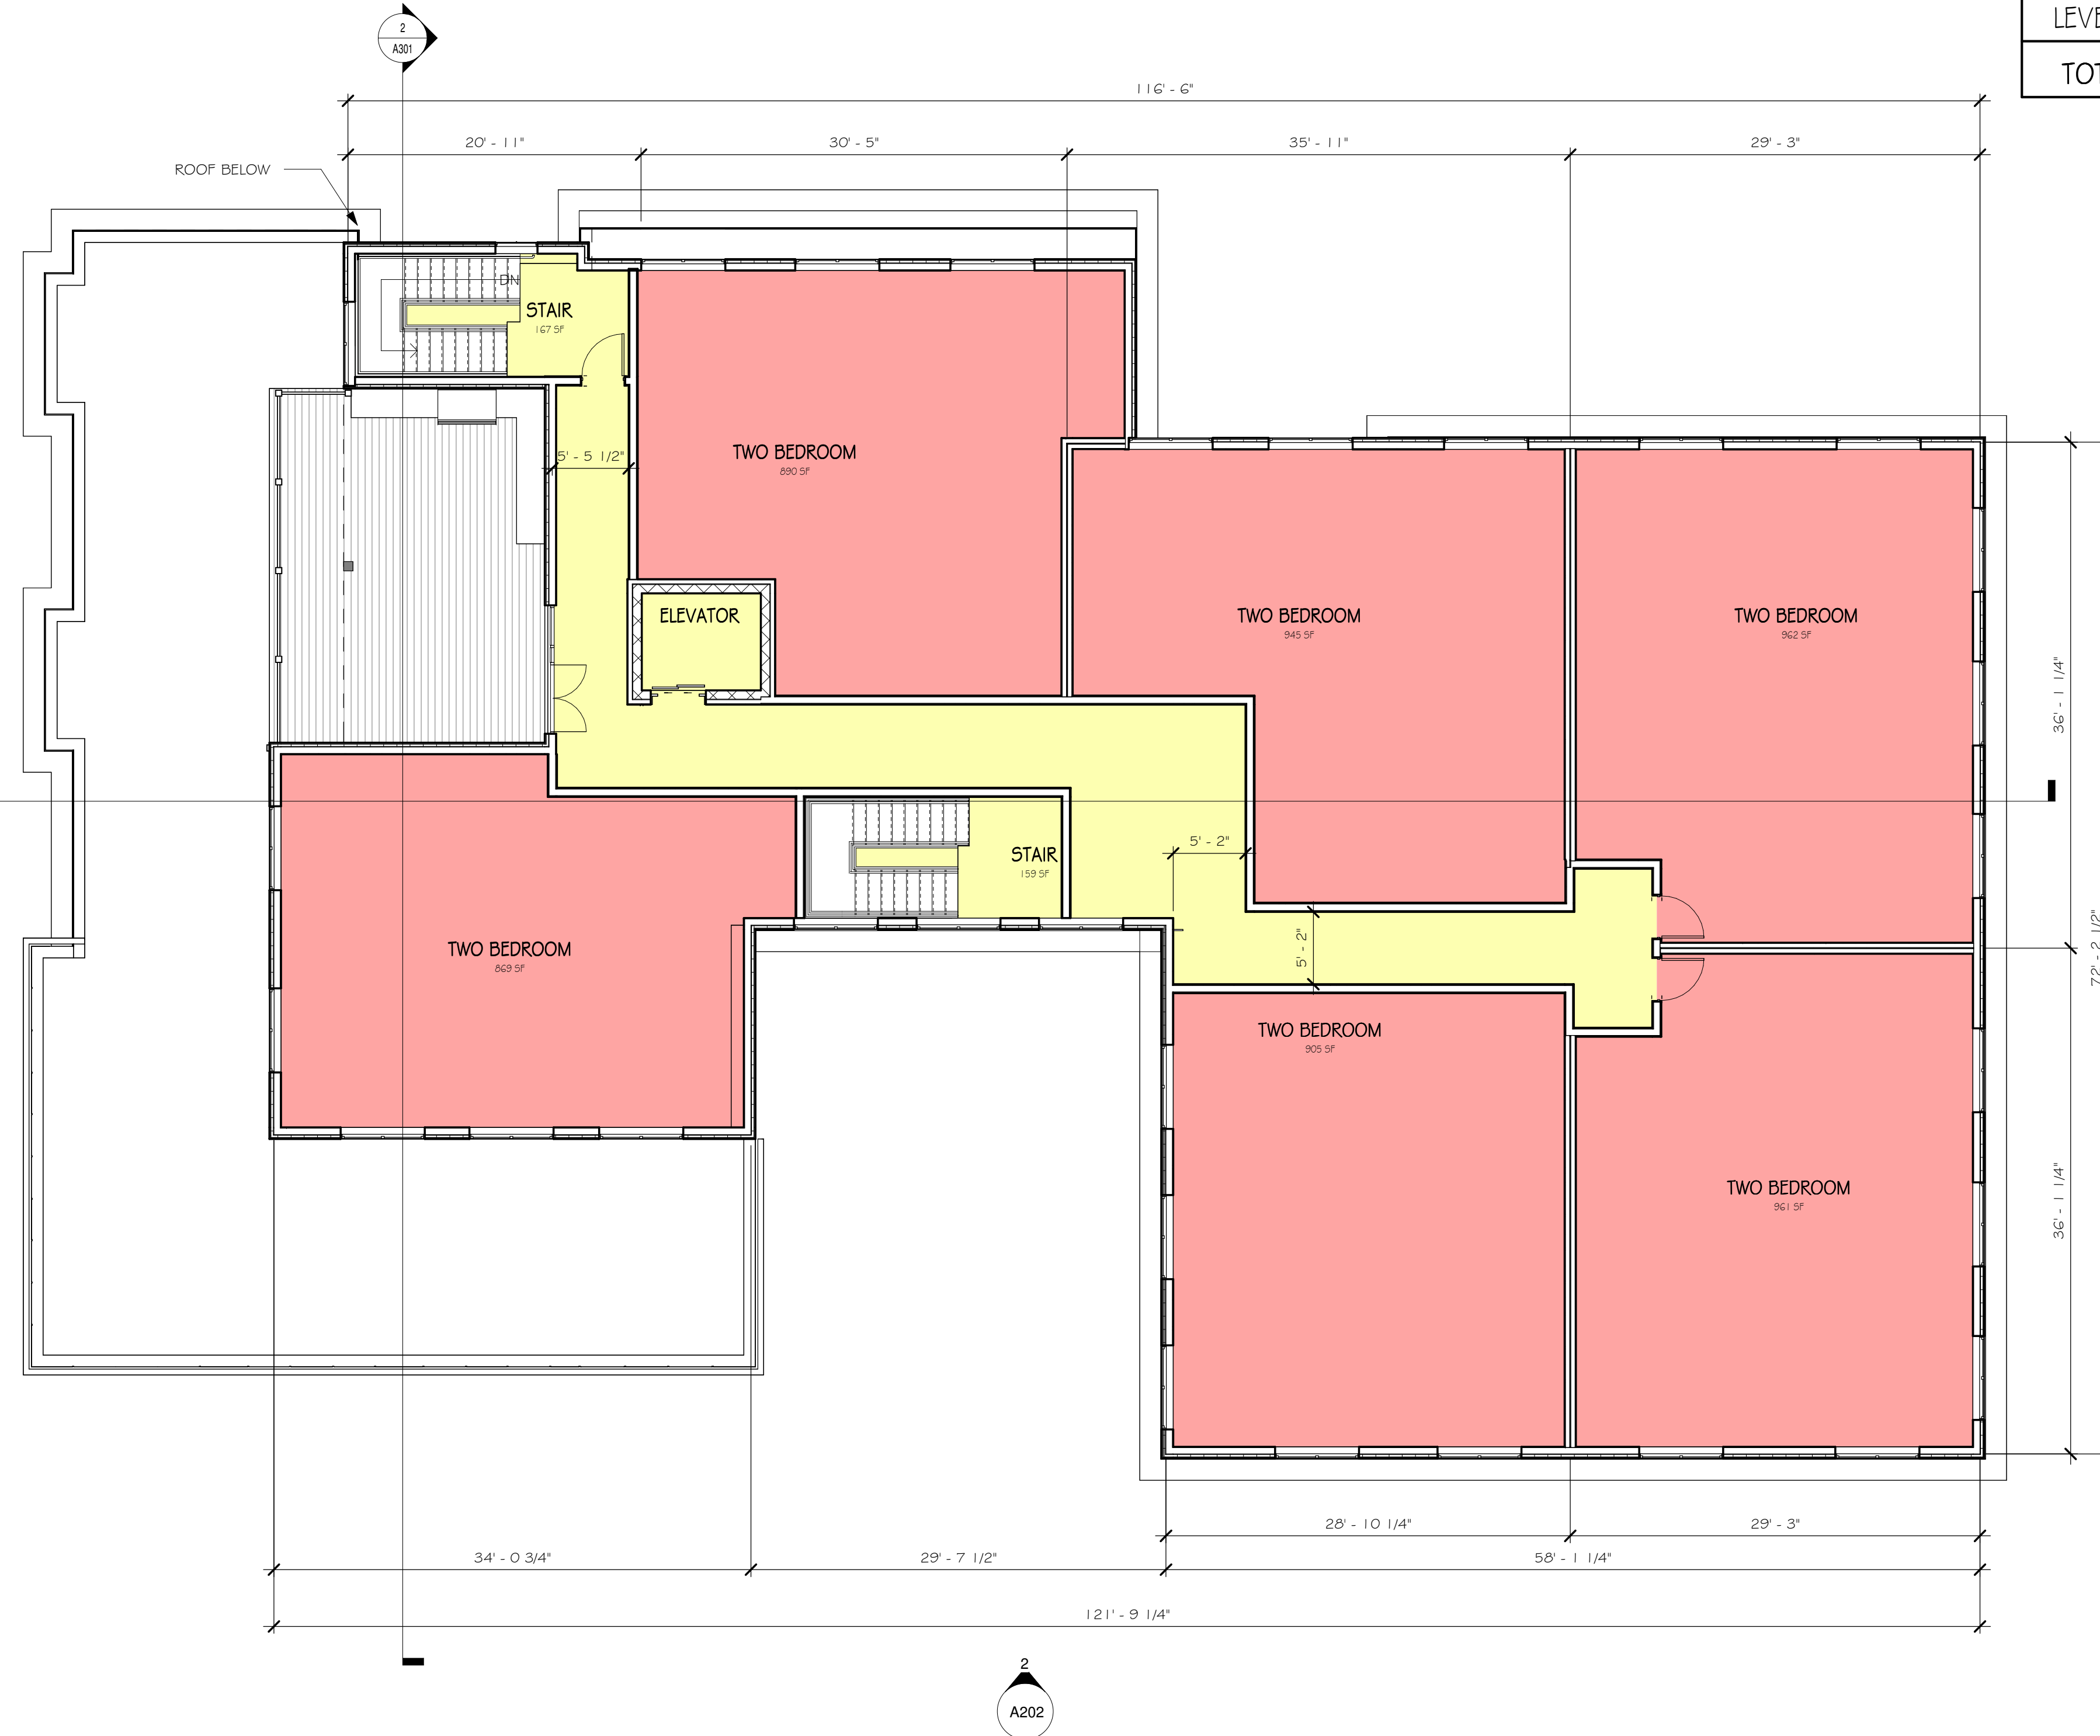 2
A301
LEVE
TOT
116' - 6"
20' - 11"
30' - 5"
35' - 11"
29' - 3"
ROOF BELOW
DN
STAIR
167 SF
TWO BEDROOM
890 SF
5' - 5 1/2"
ELEVATOR
TWO BEDROOM
945 SF
TWO BEDROOM
962 SF
36' - 1 1/4"
5' - 2"
STAIR
159 SF
TWO BEDROOM
869 SF
5' - 2"
72' - 2 1/2"
TWO BEDROOM
905 SF
TWO BEDROOM
961 SF
36' - 1 1/4"
28' - 10 1/4"
29' - 3"
34' - 0 3/4"
29' - 7 1/2"
58' - 1 1/4"
121' - 9 1/4"
2
A202